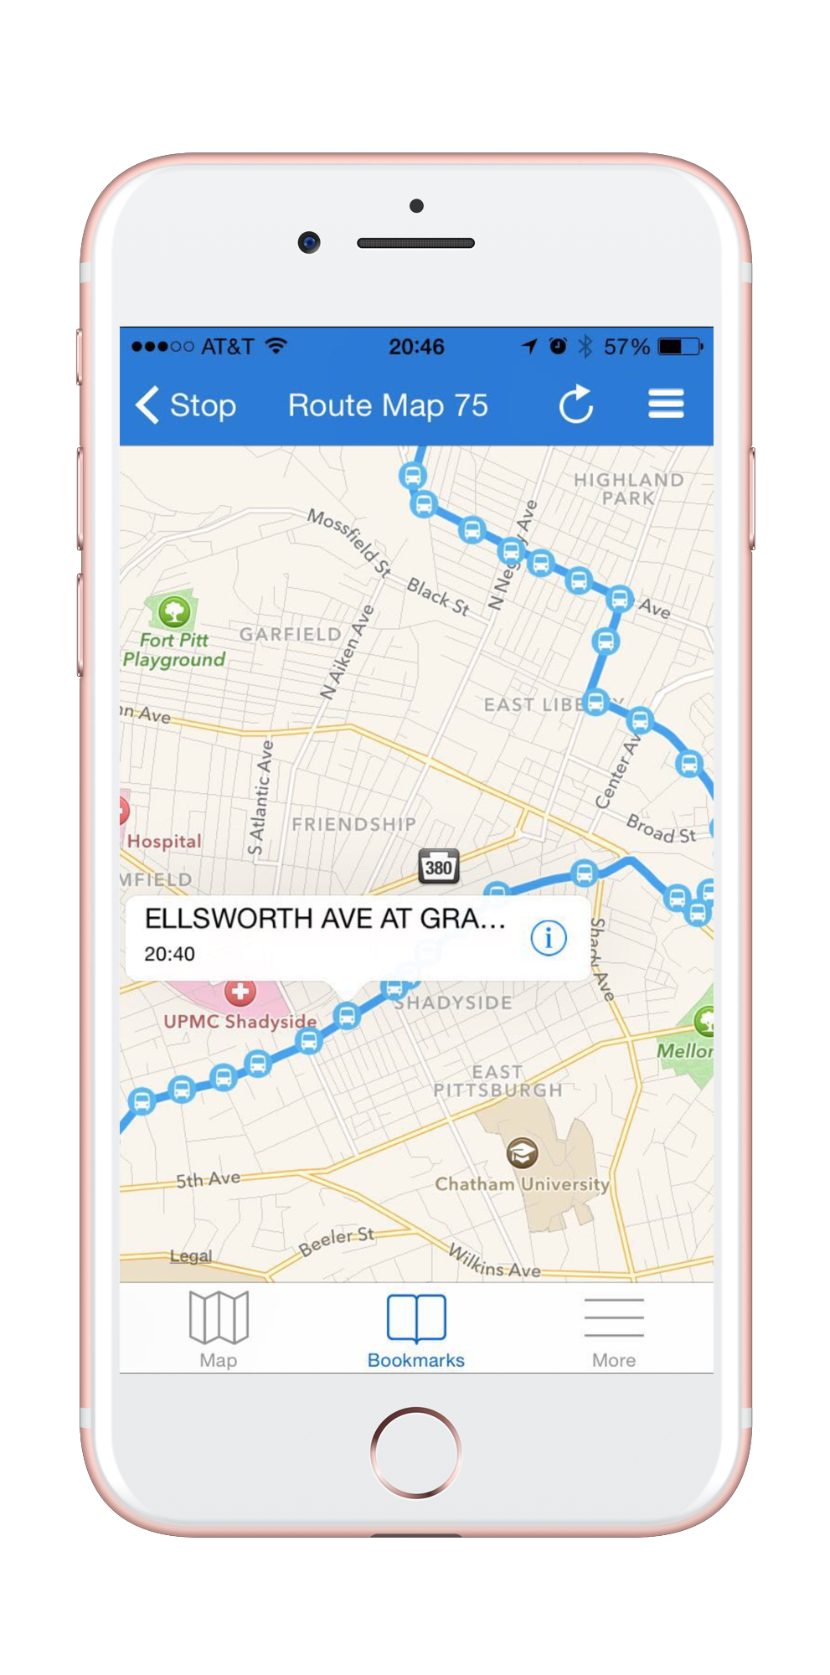 AT&T
20:46
57%
Stop
Route Map 75
HIGHLAND
PARK
Mossfield St
Black St
N Neg y Ave
Ave
Fort Pitt
Playground
GARFIELD
N Aiken Ave
EAST LIBE Y
nn Ave
S Atlantic Ave
Center Av
FRIENDSHIP
Broad St
Hospital
380
MFIELD
ELLSWORTH AVE AT GRA...
20:40
Shady Ave
SHADYSIDE
UPMC Shadyside
Mellor
EAST
PITTSBURGH
Chatham University
5th Ave
Beeler St
Legal
Wilkins Ave
Map
Bookmarks
More